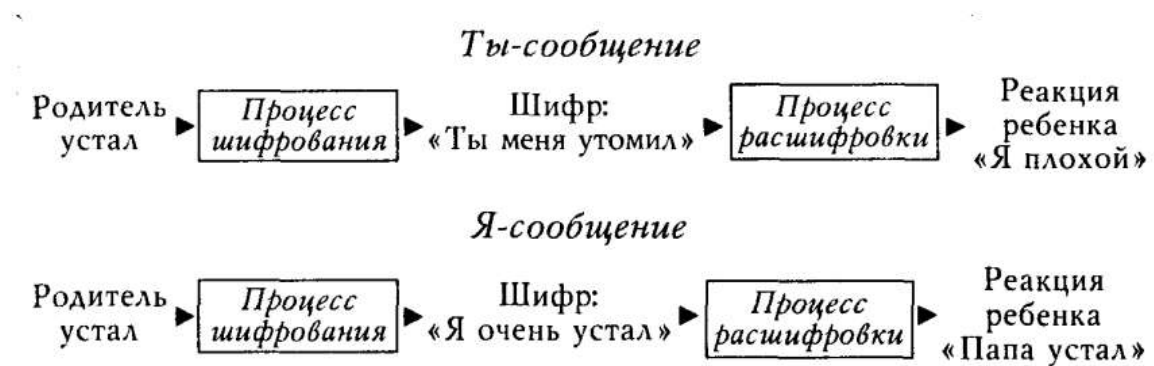 Ты-сообщение
Родитель
устал
Процесс
шифрования
Шифр:
«Ты меня утомил»
Процесс
расшифровки
Реакция
ребенка
«Я плохой»
Я-сообщение
Родитель
устал
Процесс
шифрования
Шифр:
«Я очень устал»
Процесс
расшифровки
Реакция
ребенка
«Папа устал»